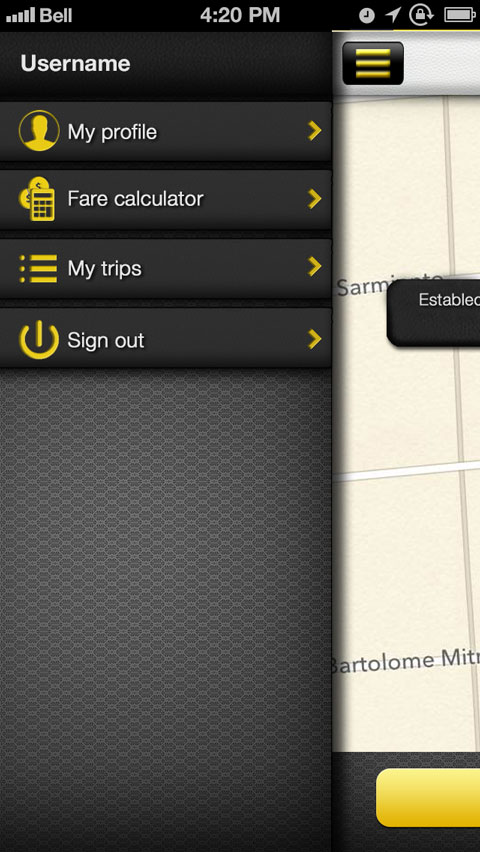 Bell 4:20 PM
Username
My profile
Fare calculator
My trips
Sign out
Sarmiento
Establec
Bartolome Mitr